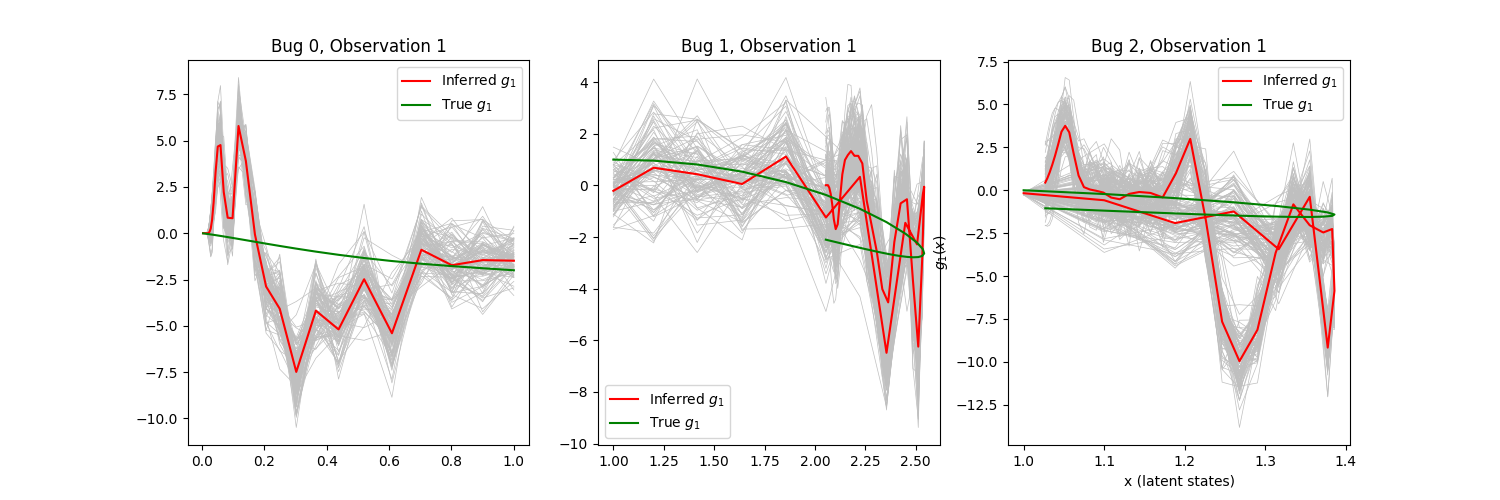 Bug 0, Observation 1
Inferred g₁
True g₁
7.5
5.0
2.5
0.0
−2.5
−5.0
−7.5
−10.0
0.0 0.2 0.4 0.6 0.8 1.0
Bug 1, Observation 1
4
2
0
−2
−4
−6
−8
−10
Inferred g₁
True g₁
1.00 1.25 1.50 1.75 2.00 2.25 2.50
Bug 2, Observation 1
Inferred g₁
True g₁
g₁(x)
7.5
5.0
2.5
0.0
−2.5
−5.0
−7.5
−10.0
−12.5
1.0 1.1 1.2 1.3 1.4
x (latent states)